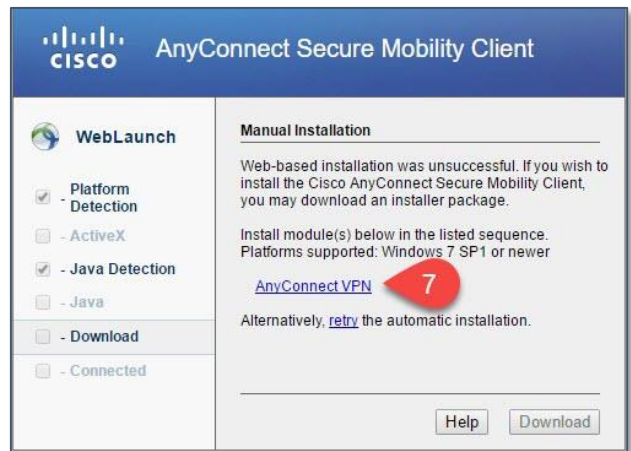 CISCO
AnyConnect Secure Mobility Client
WebLaunch
- Platform
Detection
- ActiveX
- Java Detection
- Java
- Download
- Connected
Manual Installation
Web-based installation was unsuccessful. If you wish to
install the Cisco AnyConnect Secure Mobility Client,
you may download an installer package.
Install module(s) below in the listed sequence.
Platforms supported: Windows 7 SP1 or newer
AnyConnect VPN
7
Alternatively, retry the automatic installation.
Help
Download